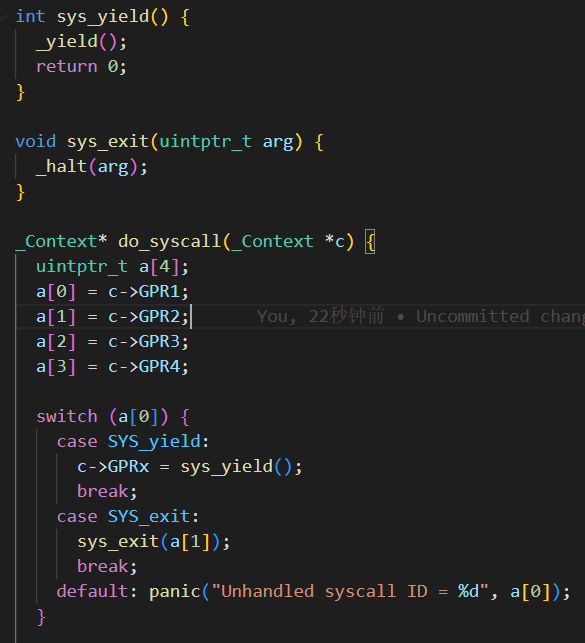 int sys_yield() {
  _yield();
  return 0;
}

void sys_exit(uintptr_t arg) {
  _halt(arg);
}

_Context* do_syscall(_Context *c) {
  uintptr_t a[4];
  a[0] = c->GPR1;
  a[1] = c->GPR2; You, 22秒钟前 • Uncommitted chang
  a[2] = c->GPR3;
  a[3] = c->GPR4;

  switch (a[0]) {
    case SYS_yield:
      c->GPRx = sys_yield();
      break;
    case SYS_exit:
      sys_exit(a[1]);
      break;
    default: panic("Unhandled syscall ID = %d", a[0]);
  }